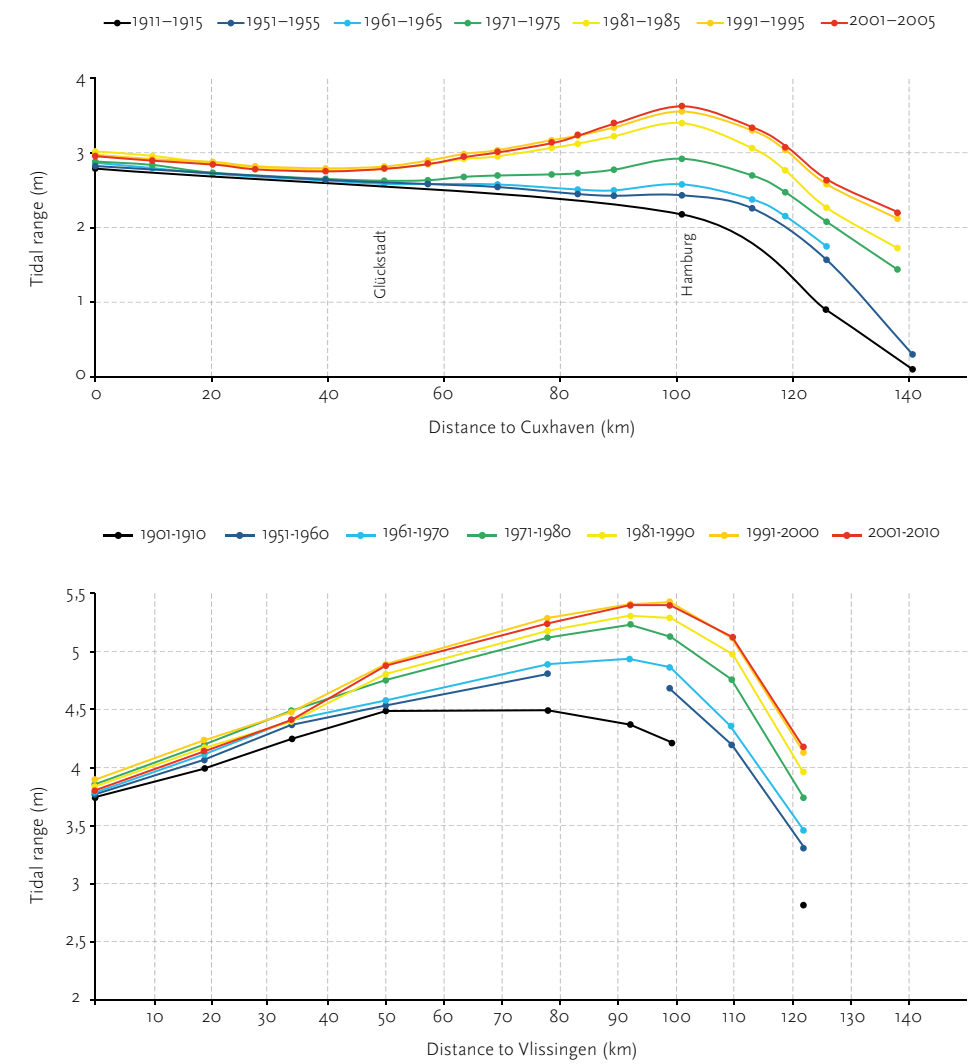 1911–1915 1951–1955 1961–1965 1971–1975 1981–1985 1991–1995 2001–2005
4
3
2
1
0
Tidal range (m)
Glückstadt
Hamburg
0 20 40 60 80 100 120 140
Distance to Cuxhaven (km)
1901-1910 1951-1960 1961-1970 1971-1980 1981-1990 1991-2000 2001-2010
5,5
5
4,5
4
3,5
3
2,5
2
Tidal range (m)
10 20 30 40 50 60 70 80 90 100 110 120 130 140
Distance to Vlissingen (km)